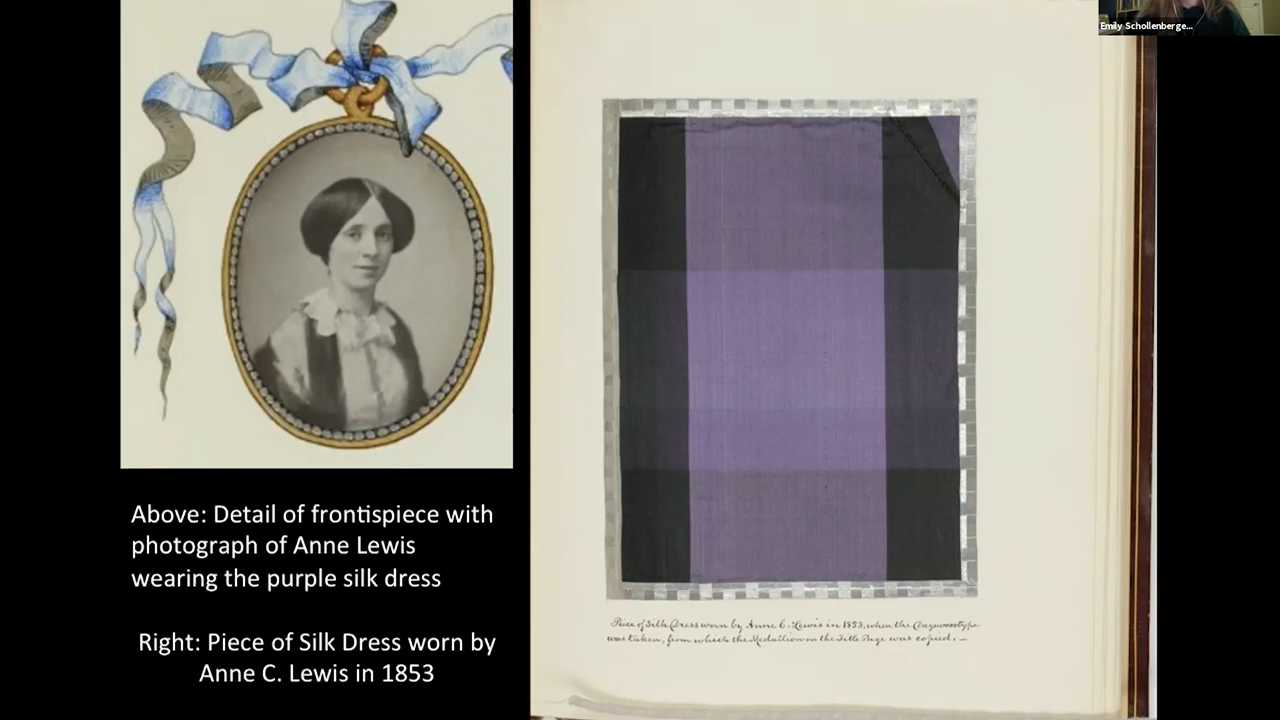 Emily Schollenberge...
Above: Detail of frontispiece with
photograph of Anne Lewis
wearing the purple silk dress
Right: Piece of Silk Dress worn by
Anne C. Lewis in 1853
Piece of Silk Dress worn by Anne C. Lewis in 1853, when the Daguerreotype
was taken, from which the Medallion on the Title Page was copied. —